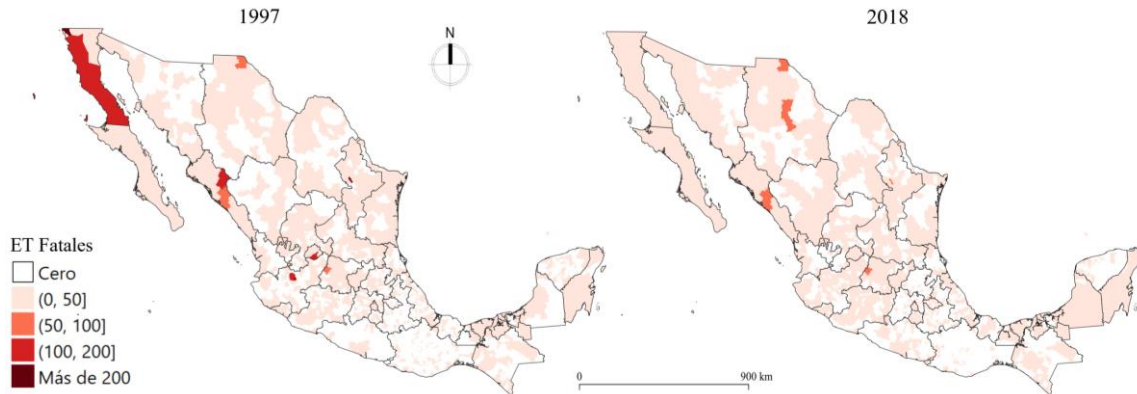 1997
2018
N
ET Fatales
Cero
(0, 50]
(50, 100]
(100, 200]
Más de 200
0
900 km